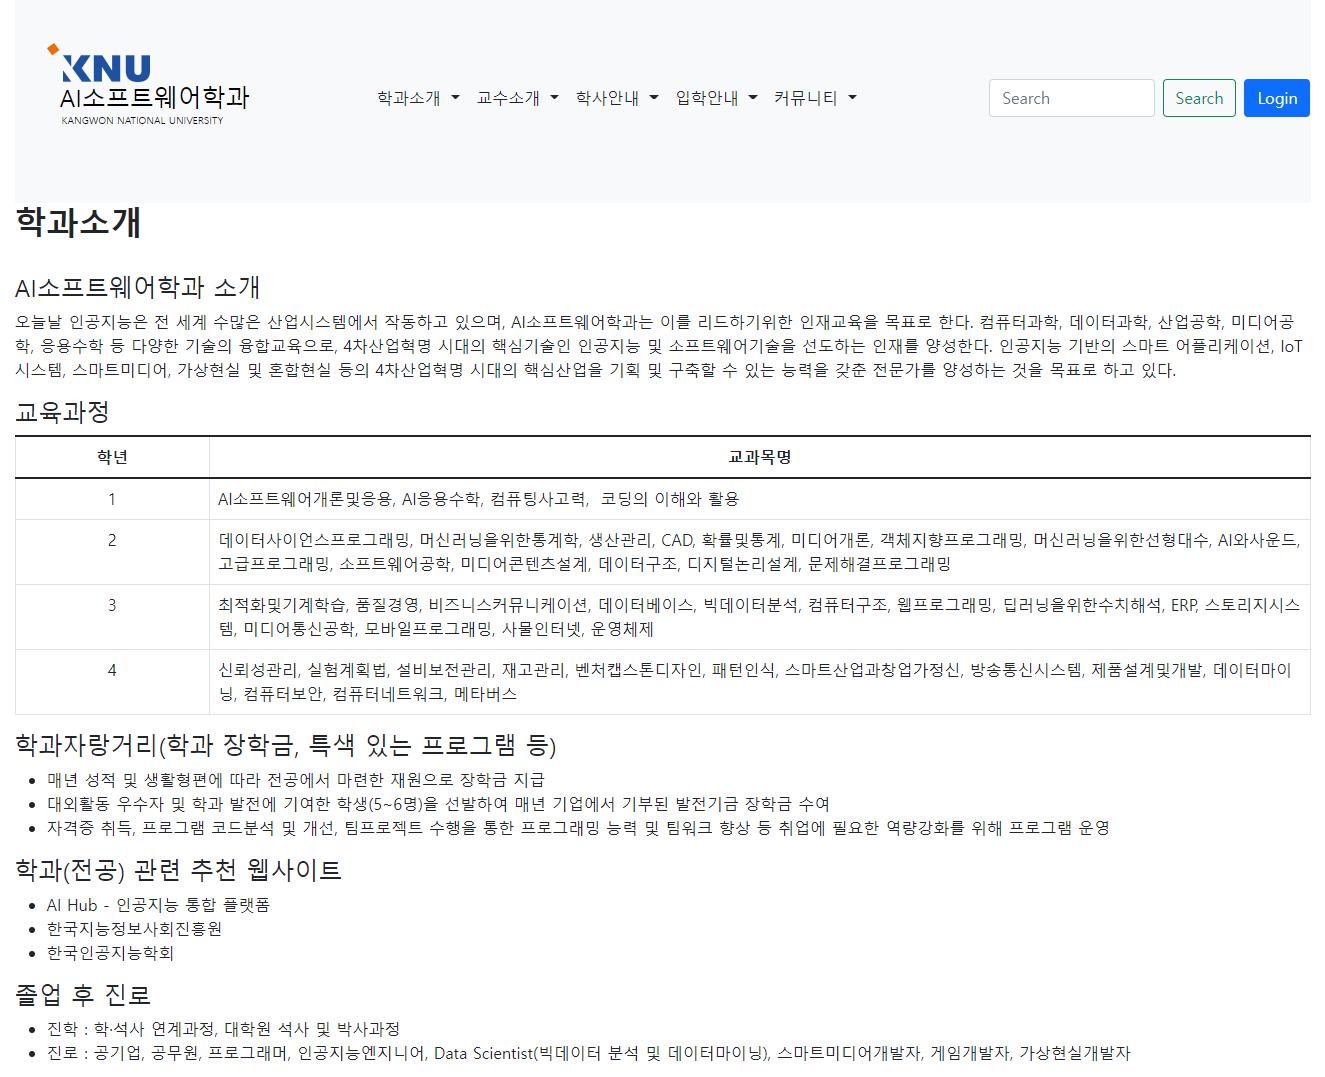 KNU
AI소프트웨어학과
KANGWON NATIONAL UNIVERSITY
학과소개 교수소개 학사안내 입학안내 커뮤니티 Search Search Login
학과소개
AI소프트웨어학과 소개
오늘날 인공지능은 전 세계 수많은 산업시스템에서 작동하고 있으며, AI소프트웨어학과는 이를 리드하기위한 인재교육을 목표로 한다. 컴퓨터과학, 데이터과학, 산업공학, 미디어공
학, 응용수학 등 다양한 기술의 융합교육으로, 4차산업혁명 시대의 핵심기술인 인공지능 및 소프트웨어기술을 선도하는 인재를 양성한다. 인공지능 기반의 스마트 어플리케이션, IoT
시스템, 스마트미디어, 가상현실 및 혼합현실 등의 4차산업혁명 시대의 핵심산업을 기획 및 구축할 수 있는 능력을 갖춘 전문가를 양성하는 것을 목표로 하고 있다.
교육과정
학년 교과목명
1 AI소프트웨어개론및응용, AI응용수학, 컴퓨팅사고력, 코딩의 이해와 활용
2 데이터사이언스프로그래밍, 머신러닝을위한통계학, 생산관리, CAD, 확률및통계, 미디어개론, 객체지향프로그래밍, 머신러닝을위한선형대수, AI와사운드,
고급프로그래밍, 소프트웨어공학, 미디어콘텐츠설계, 데이터구조, 디지털논리설계, 문제해결프로그래밍
3 최적화및기계학습, 품질경영, 비즈니스커뮤니케이션, 데이터베이스, 빅데이터분석, 컴퓨터구조, 웹프로그래밍, 딥러닝을위한수치해석, ERP, 스토리지시스
템, 미디어통신공학, 모바일프로그래밍, 사물인터넷, 운영체제
4 신뢰성관리, 실험계획법, 설비보전관리, 재고관리, 벤처캡스톤디자인, 패턴인식, 스마트산업과창업가정신, 방송통신시스템, 제품설계및개발, 데이터마이
닝, 컴퓨터보안, 컴퓨터네트워크, 메타버스
학과자랑거리(학과 장학금, 특색 있는 프로그램 등)
• 매년 성적 및 생활형편에 따라 전공에서 마련한 재원으로 장학금 지급
• 대외활동 우수자 및 학과 발전에 기여한 학생(5~6명)을 선발하여 매년 기업에서 기부된 발전기금 장학금 수여
• 자격증 취득, 프로그램 코드분석 및 개선, 팀프로젝트 수행을 통한 프로그래밍 능력 및 팀워크 향상 등 취업에 필요한 역량강화를 위해 프로그램 운영
학과(전공) 관련 추천 웹사이트
• AI Hub - 인공지능 통합 플랫폼
• 한국지능정보사회진흥원
• 한국인공지능학회
졸업 후 진로
• 진학 : 학·석사 연계과정, 대학원 석사 및 박사과정
• 진로 : 공기업, 공무원, 프로그래머, 인공지능엔지니어, Data Scientist(빅데이터 분석 및 데이터마이닝), 스마트미디어개발자, 게임개발자, 가상현실개발자